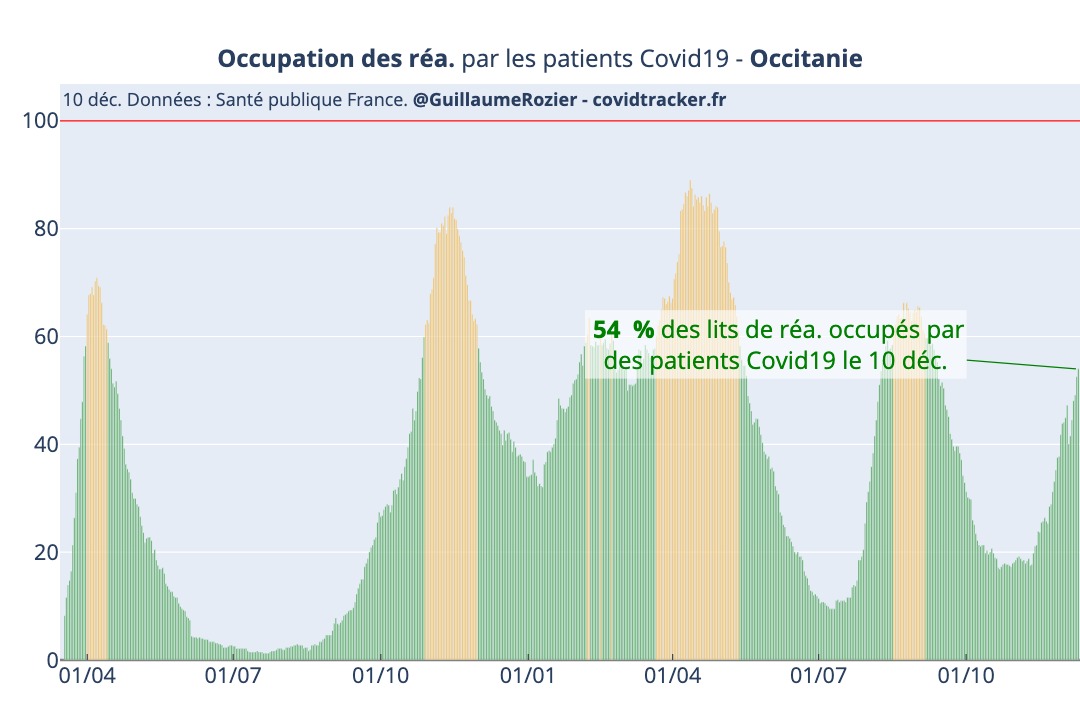 Occupation des réa. par les patients Covid19 - Occitanie
10 déc. Données : Santé publique France. @GuillaumeRozier - covidtracker.fr
100
80
60
40
20
0
54 % des lits de réa. occupés par
des patients Covid19 le 10 déc.
01/04 01/07 01/10 01/01 01/04 01/07 01/10